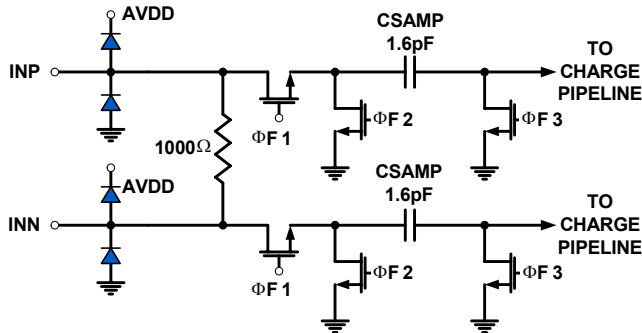 AVDD
CSAMP
1.6pF
TO
CHARGE
PIPELINE
INP
ΦF 1
ΦF 2
ΦF 3
1000Ω
AVDD
CSAMP
1.6pF
TO
CHARGE
PIPELINE
INN
ΦF 1
ΦF 2
ΦF 3